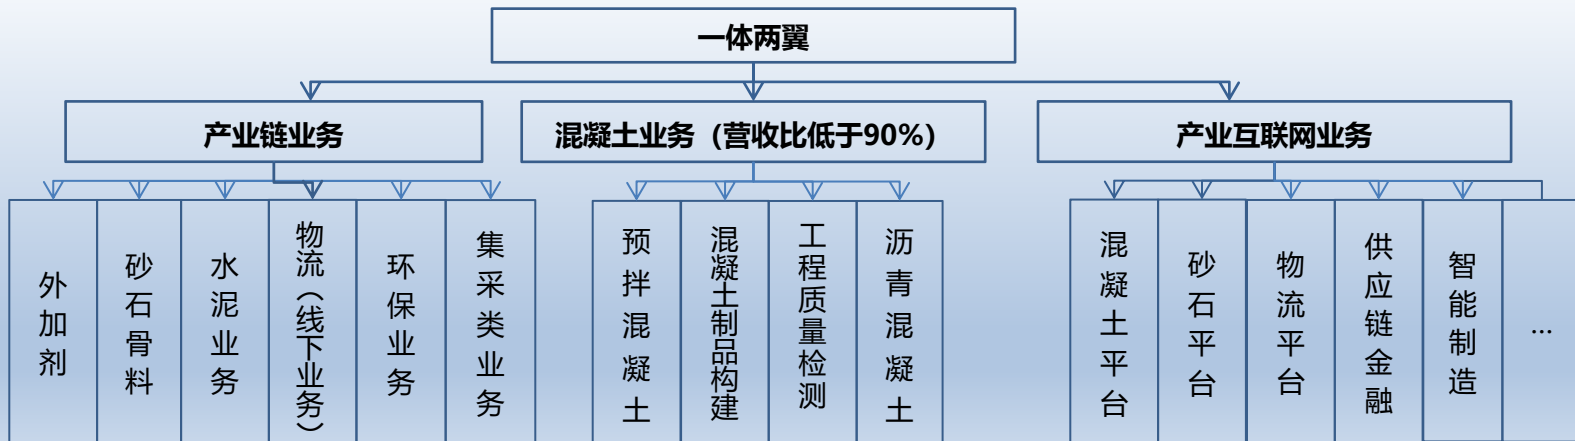 一体两翼
产业链业务
混凝土业务（营收比低于90%）
产业互联网业务
外加剂
砂石骨料
水泥业务
物流（线下业务）
环保业务
集采类业务
预拌混凝土
混凝土制品构建
工程质量检测
沥青混凝土
混凝土平台
砂石平台
物流平台
供应链金融
智能制造
...